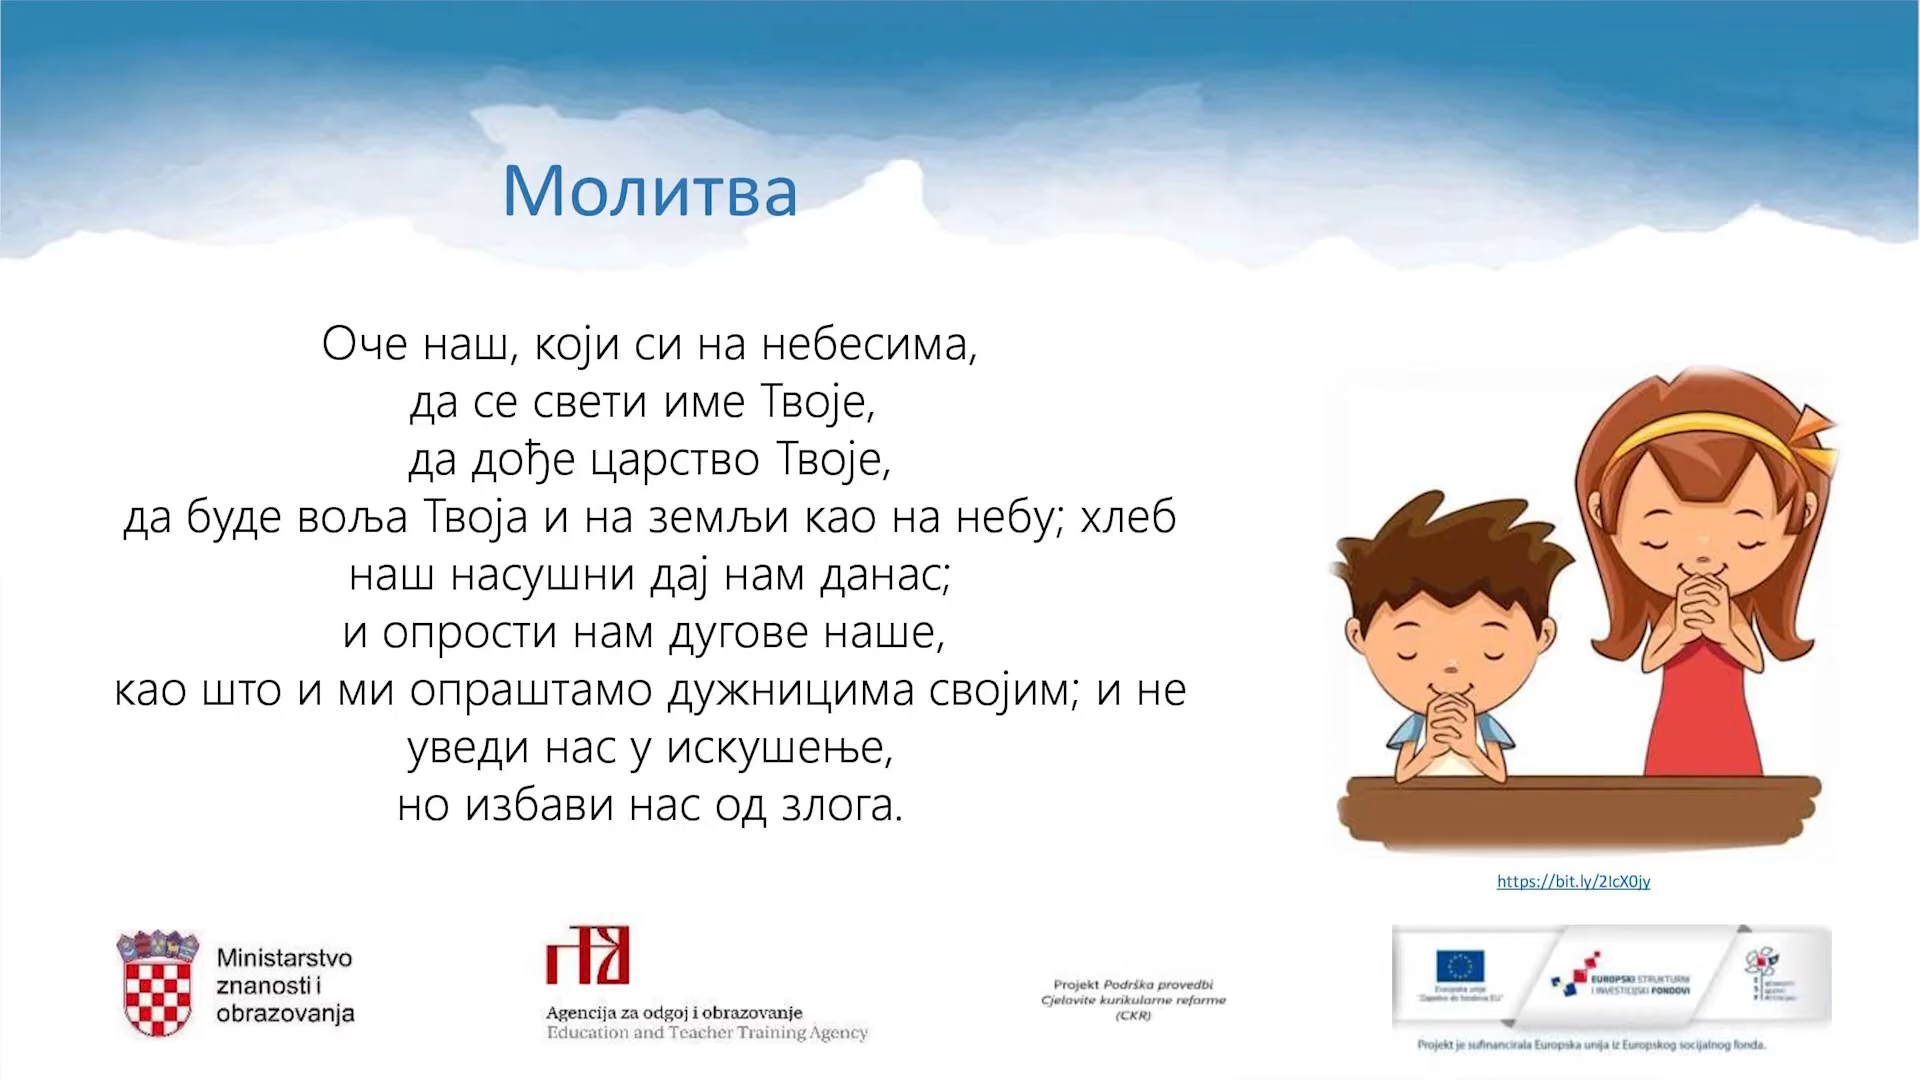 Молитва
Оче наш, који си на небесима,
да се свети име Твоје,
да дође царство Твоје,
да буде воља Твоја и на земљи као на небу; хлеб
наш насушни дај нам данас;
и опрости нам дугове наше,
као што и ми опраштамо дужницима својим; и не
уведи нас у искушење,
но избави нас од злога.
https://bit.ly/2IcX0jy
Ministarstvo
znanosti i
obrazovanja
Agencija za odgoj i obrazovanje
Education and Teacher Training Agency
Projekt Podrška provedbi
Cjelovite kurikularne reforme
(CKR)
EUROPSKI STRUKTURNI
I INVESTICIJSKI FONDOVI
Projekt je sufinancirala Europska unija iz Europskog socijalnog fonda.